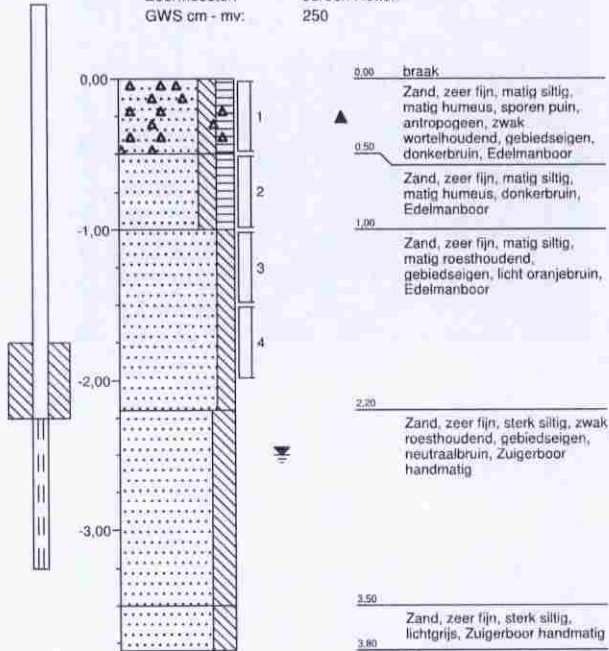 GWS cm - mv: 250
0,00
-1,00
-2,00
-3,00
1
2
3
4
0,00 braak
Zand, zeer fijn, matig siltig,
matig humeus, sporen puin,
antropogeen, zwak
wortelhoudend, gebiedseigen,
donkerbruin, Edelmanboor
0,50
Zand, zeer fijn, matig siltig,
matig humeus, donkerbruin,
Edelmanboor
1,00
Zand, zeer fijn, matig siltig,
matig roesthoudend,
gebiedseigen, licht oranjebruin,
Edelmanboor
2,20
Zand, zeer fijn, sterk siltig, zwak
roesthoudend, gebiedseigen,
neutraalbruin, Zuigerboor
handmatig
3,50
Zand, zeer fijn, sterk siltig,
lichtgrijs, Zuigerboor handmatig
3,80